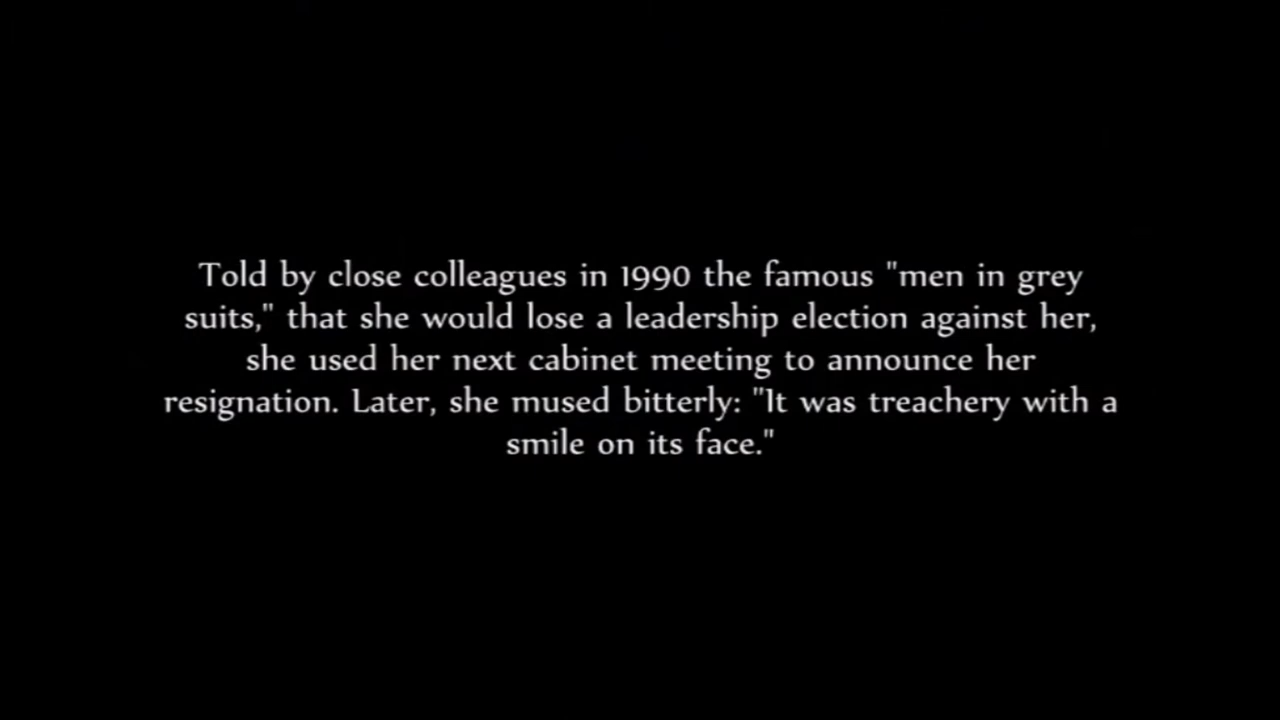 Told by close colleagues in 1990 the famous "men in grey
suits," that she would lose a leadership election against her,
she used her next cabinet meeting to announce her
resignation. Later, she mused bitterly: "It was treachery with a
smile on its face."